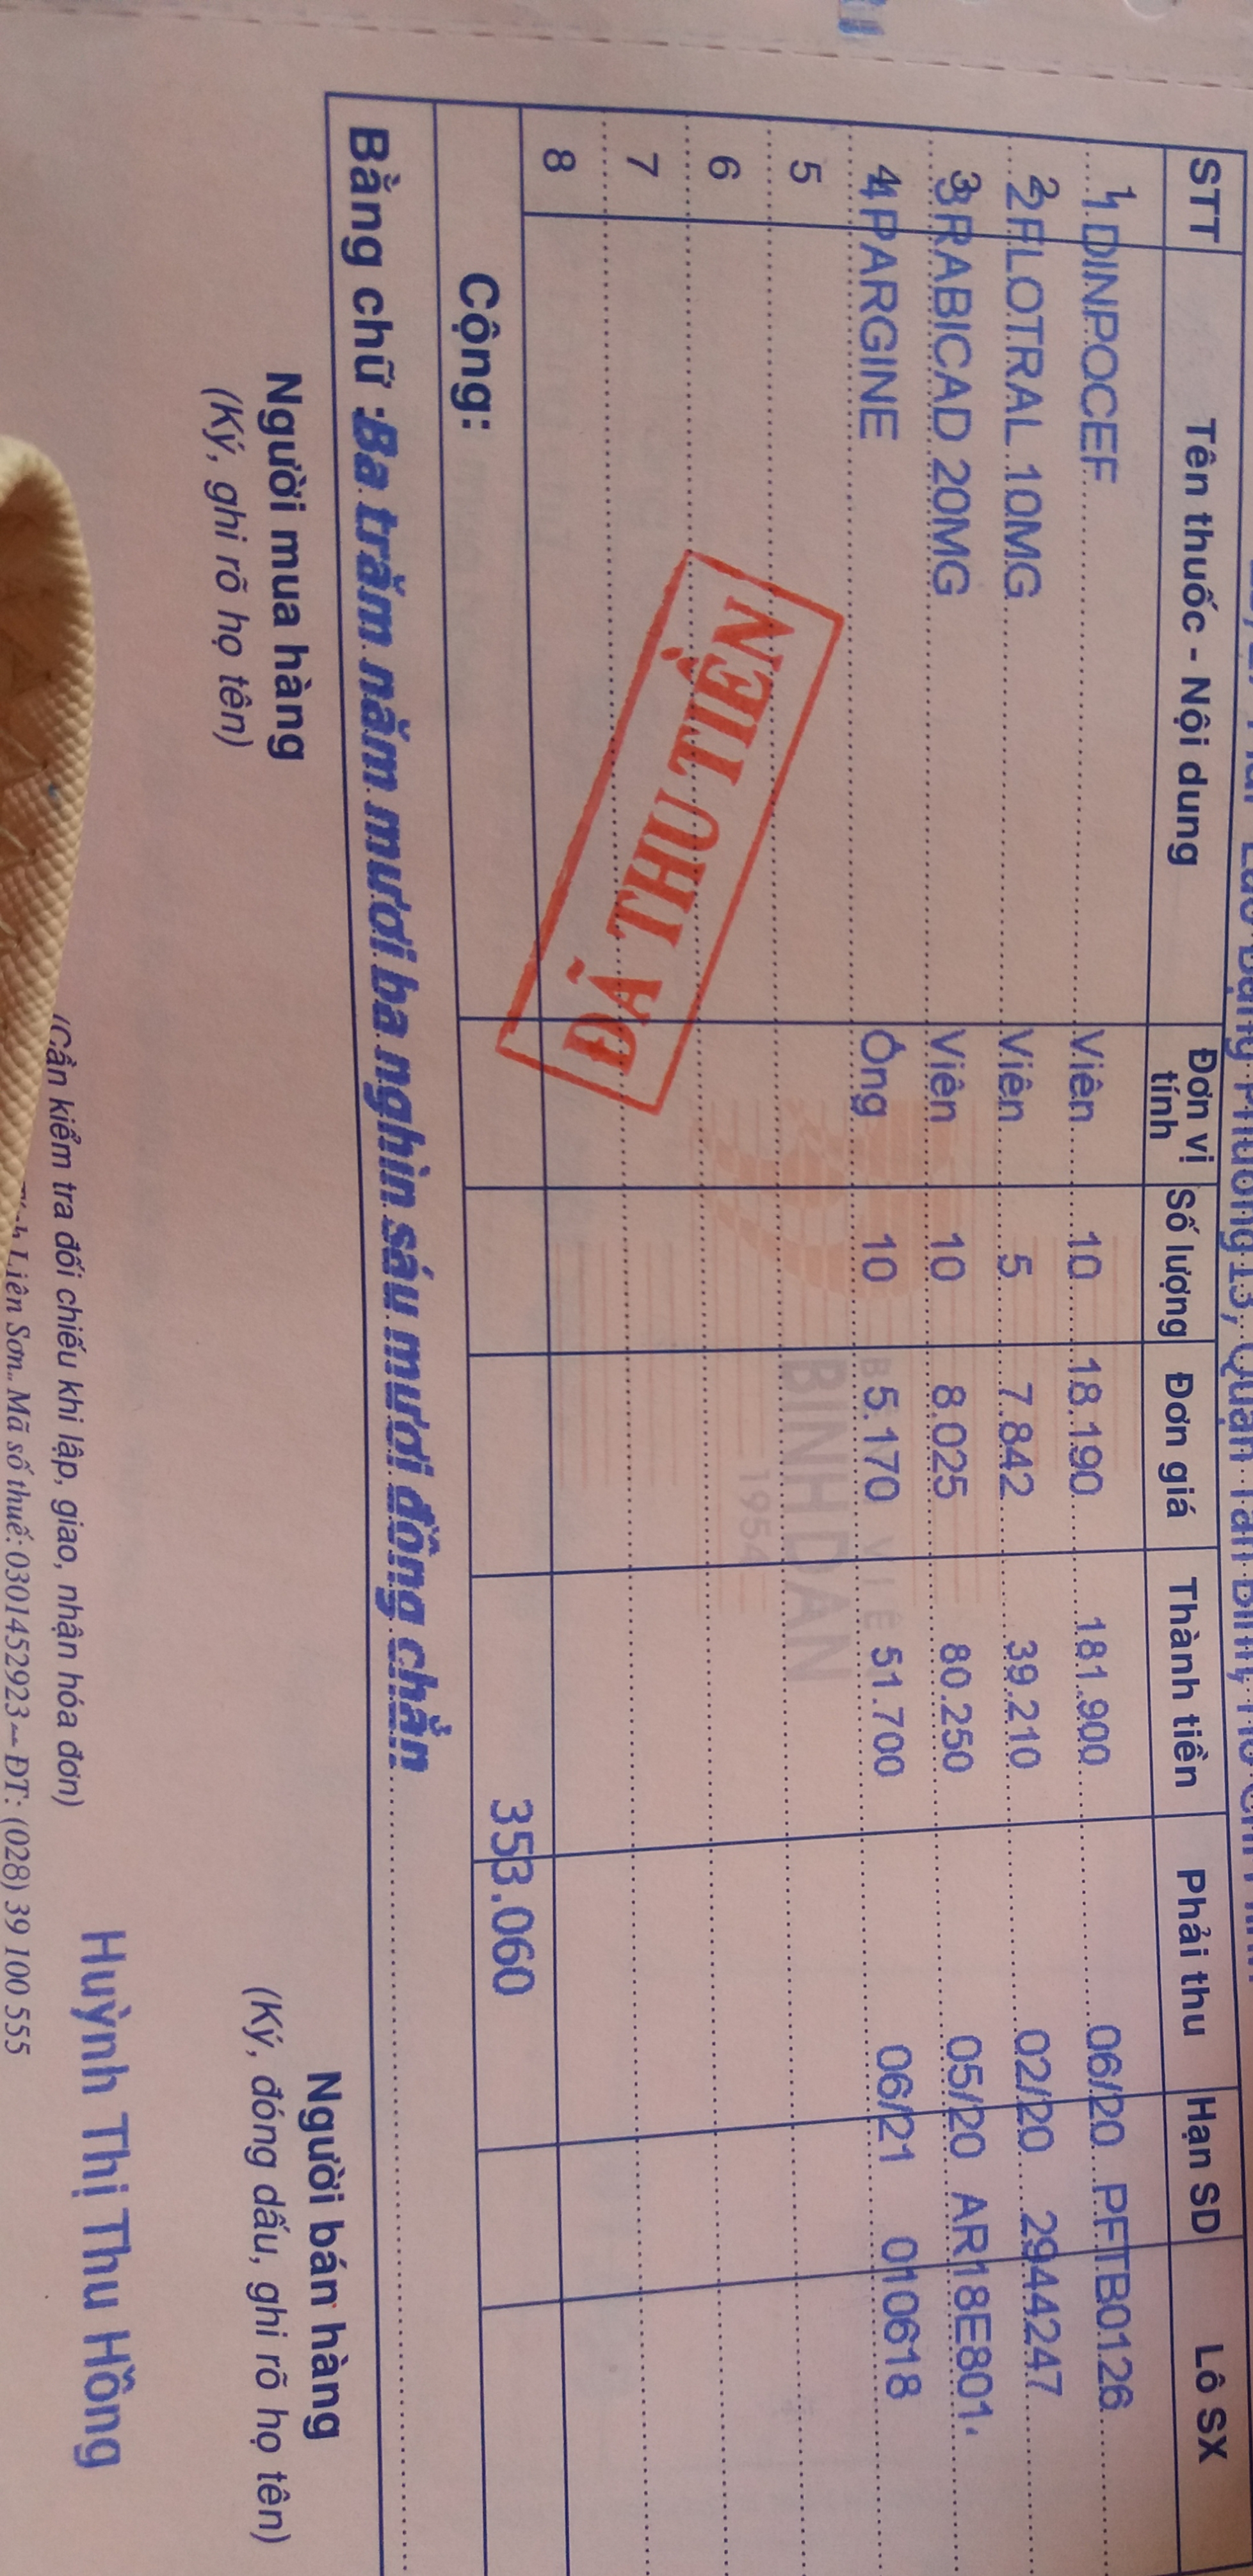 Phường 13, Quận Tân Bình,
STT Tên thuốc - Nội dung Đơn vị tính Số lượng Đơn giá Thành tiền Phải thu Hạn SD Lô SX
1 1 DINPOCEF Viên 10 18.190 181.900 06/20 PFTB0126
2 2 FLOTRAL 10MG Viên 5 7.842 39.210 02/20 2944247
3 3 RABICAD 20MG Viên 10 8.025 80.250 05/20 AR18E801
4 4 PARGINE Ống 10 5.170 51.700 06/21 010618
5
6
7
8
ĐÃ THU TIỀN
BÌNH DÂN
1954
Cộng: 353.060
Bằng chữ : Ba trăm năm mươi ba nghìn sáu mươi đồng chẵn
Người mua hàng Người bán hàng
(Ký, ghi rõ họ tên) (Ký, đóng dấu, ghi rõ họ tên)
Huỳnh Thị Thu Hồng
(Cần kiểm tra đối chiếu khi lập, giao, nhận hóa đơn)
Liên Sơn.. Mã số thuế: 0301452923 - ĐT: (028) 39 100 555